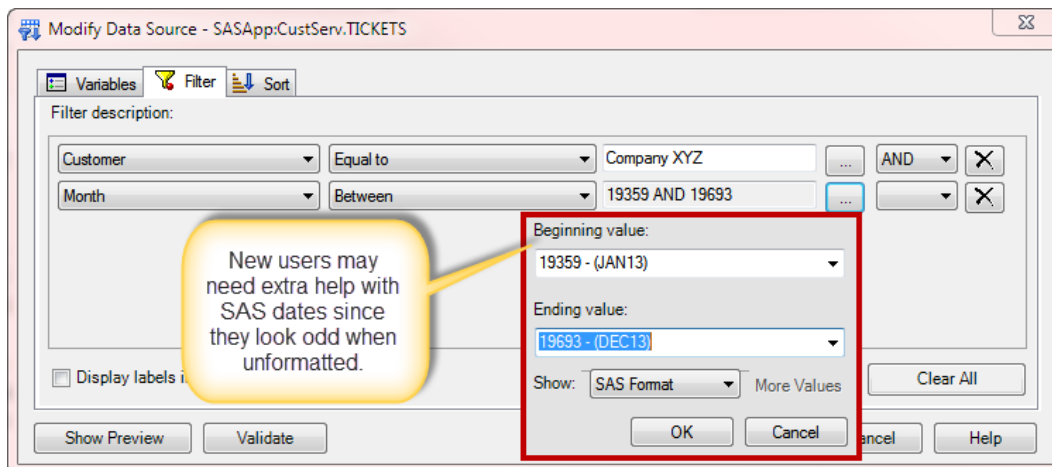 Modify Data Source - SASApp:CustServ.TICKETS
Variables Filter Sort
Filter description:
Customer Equal to Company XYZ ... AND
Month Between 19359 AND 19693 ...
New users may
need extra help with
SAS dates since
they look odd when
unformatted.
Beginning value:
19359 - (JAN13)
Ending value:
19693 - (DEC13)
Show: SAS Format More Values
OK Cancel
Display labels
Clear All
Show Preview Validate Help